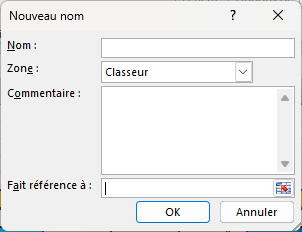 Nouveau nom
?
Nom :
Zone : Classeur
Commentaire :
Fait référence à :
OK Annuler